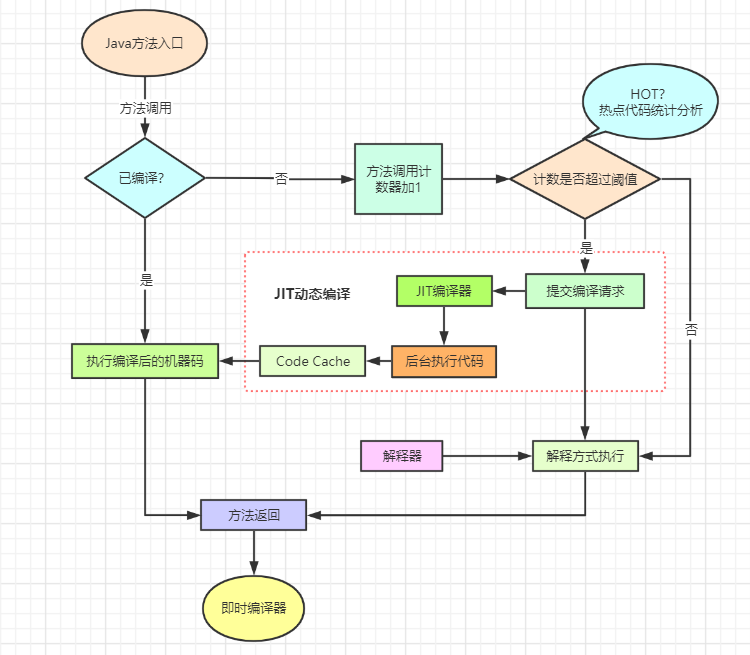 Java方法入口
方法调用
HOT?
热点代码统计分析
已编译?
否
方法调用计
数器加1
计数是否超过阈值
是
是
否
JIT动态编译
JIT编译器
提交编译请求
执行编译后的机器码
Code Cache
后台执行代码
解释器
解释方式执行
方法返回
即时编译器